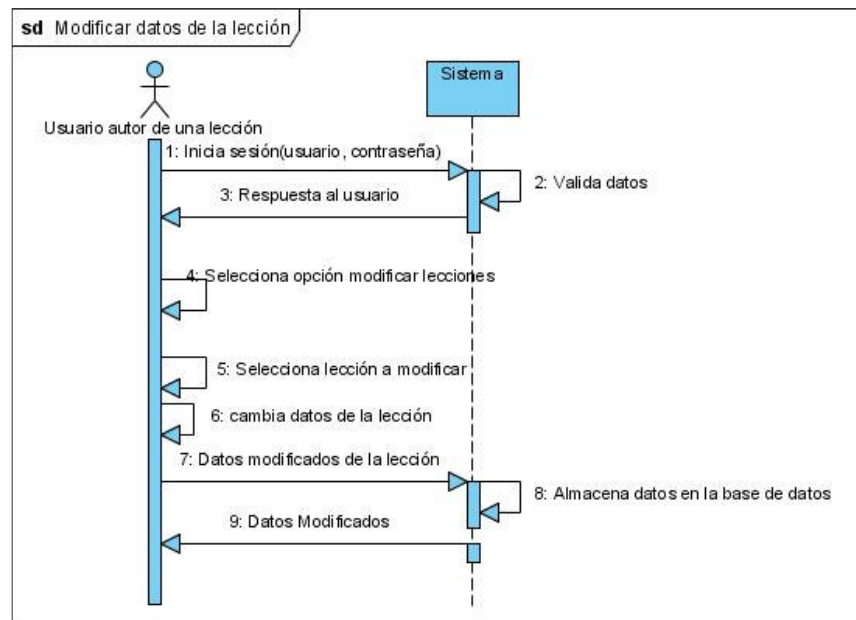 sd Modificar datos de la lección
Sistema
Usuario autor de una lección
1: Inicia sesión(usuario, contraseña)
2: Valida datos
3: Respuesta al usuario
4: Selecciona opción modificar lecciones
5: Selecciona lección a modificar
6: cambia datos de la lección
7: Datos modificados de la lección
8: Almacena datos en la base de datos
9: Datos Modificados